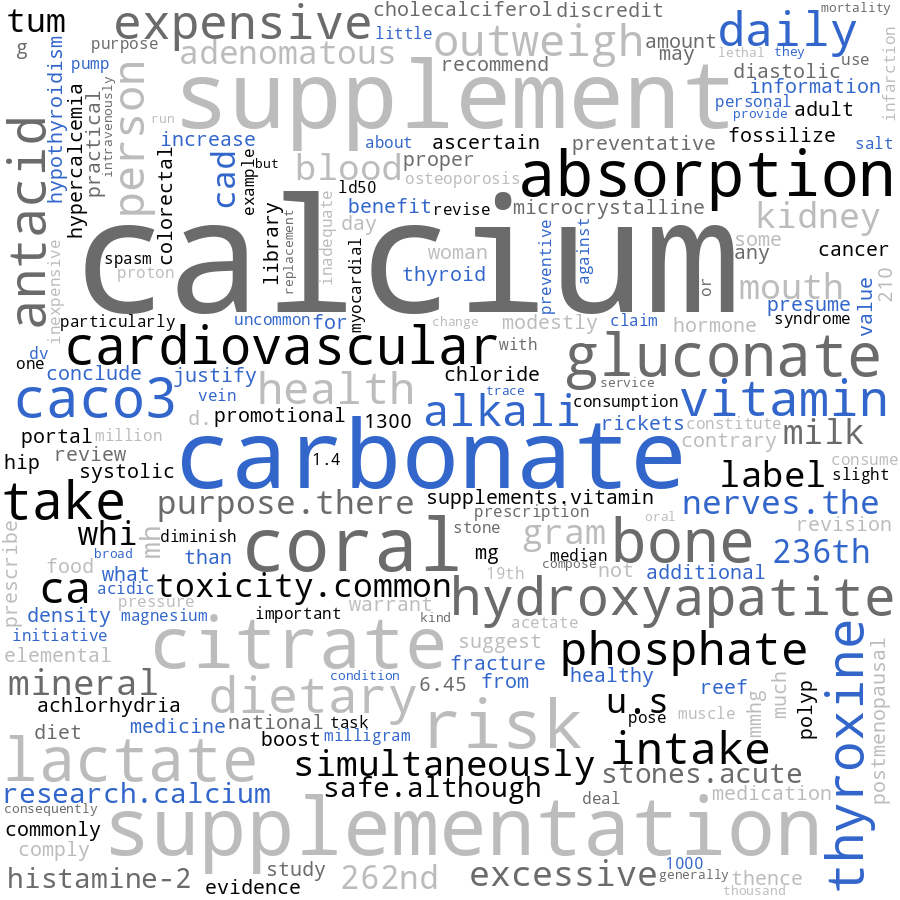 tum
expensive
cholecalciferol
discredit
mortality
g
purpose
little
outweigh
amount
daily
pump
adenomatous
recommend
may
lethal
they
use
infarction
hypothyroidism
supplement
diastolic
information
antacid
hypercalcemia
practical
intravenously
person
personal
provide
adult
run
increase
about
ascertain
preventative
fossilize
salt
cad
example
but
blood
proper
osteoporosis
absorption
colorectal
ld50
benefit
revise
microcrystalline
kidney
library
replacement
inadequate
day
calcium
some
any
spasm
proton
myocardial
woman
thyroid
preventive
against
cancer
inexpensive
or
mouth
presume
value
210
particularly
uncommon
for
change
modestly
claim
hormone
syndrome
dv
one
cardiovascular
with
gluconate
conclude
justify
health
chloride
service
caco3
vein
trace
consumption
vitamin
d.
promotional
1300
alkali
rickets
constitute
portal
million
carbonate
contrary
milk
review
hip
systolic
1.4
label
consume
slight
take
purpose.there
supplements.vitamin
nerves.the
prescription
prescribe
whi
mh
diminish
stone
gram
oral
revision
broad
than
coral
mg
median
compose
bone
236th
food
what
19th
not
additional
ca
acidic
toxicity.common
hydroxyapatite
pressure
density
magnesium
important
warrant
kind
acetate
initiative
citrate
suggest
phosphate
elemental
fracture
healthy
thyroxine
condition
from
mineral
dietary
6.45
reef
mmhg
much
polyp
postmenopausal
achlorhydria
u.s
pose
muscle
medicine
national
task
risk
diet
boost
milligram
intake
lactate
simultaneously
stones.acute
research.calcium
safe.although
deal
medication
consequently
commonly
supplementation
comply
study
1000
histamine-2
evidence
262nd
excessive
generally
thence
thousand